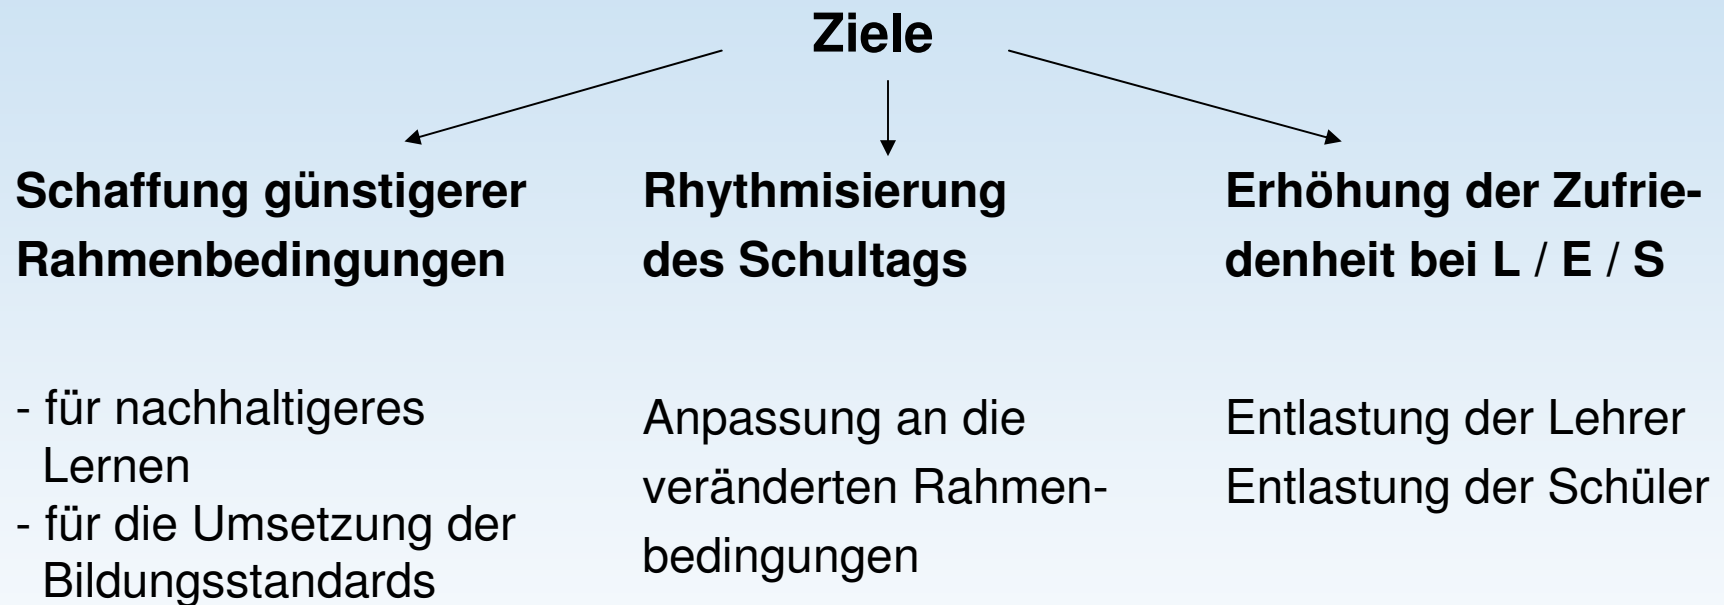 Ziele
Schaffung günstigerer
Rahmenbedingungen
- für nachhaltigeres
Lernen
- für die Umsetzung der
Bildungsstandards
Rhythmisierung
des Schultags
Anpassung an die
veränderten Rahmen-
bedingungen
Erhöhung der Zufrie-
denheit bei L / E / S
Entlastung der Lehrer
Entlastung der Schüler